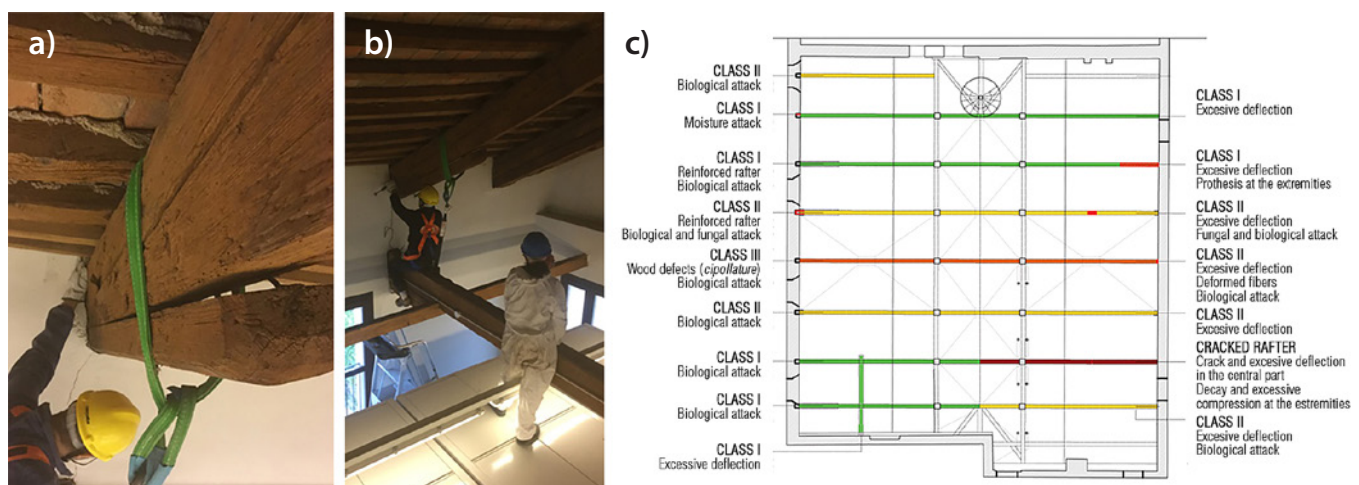 a)
b)
c)
CLASS II
Biological attack
CLASS I
Moisture attack
CLASS I
Reinforced rafter
Biological attack
CLASS II
Reinforced rafter
Biological and fungal attack
CLASS III
Wood defects (cipollature)
Biological attack
CLASS II
Biological attack
CLASS I
Biological attack
CLASS I
Biological attack
CLASS I
Excessive deflection
CLASS I
Excesive deflection
CLASS I
Excesive deflection
Prothesis at the extremities
CLASS II
Excesive deflection
Fungal and biological attack
CLASS II
Excesive deflection
Deformed fibers
Biological attack
CLASS II
Excesive deflection
CRACKED RAFTER
Crack and excesive deflection
in the central part
Decay and excessive
compression at the estremities
CLASS II
Excesive deflection
Biological attack